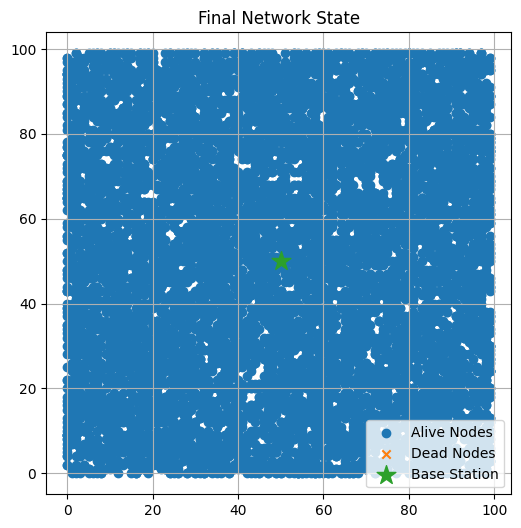 Final Network State
100
80
60
40
20
0
Alive Nodes
Dead Nodes
Base Station
0 20 40 60 80 100